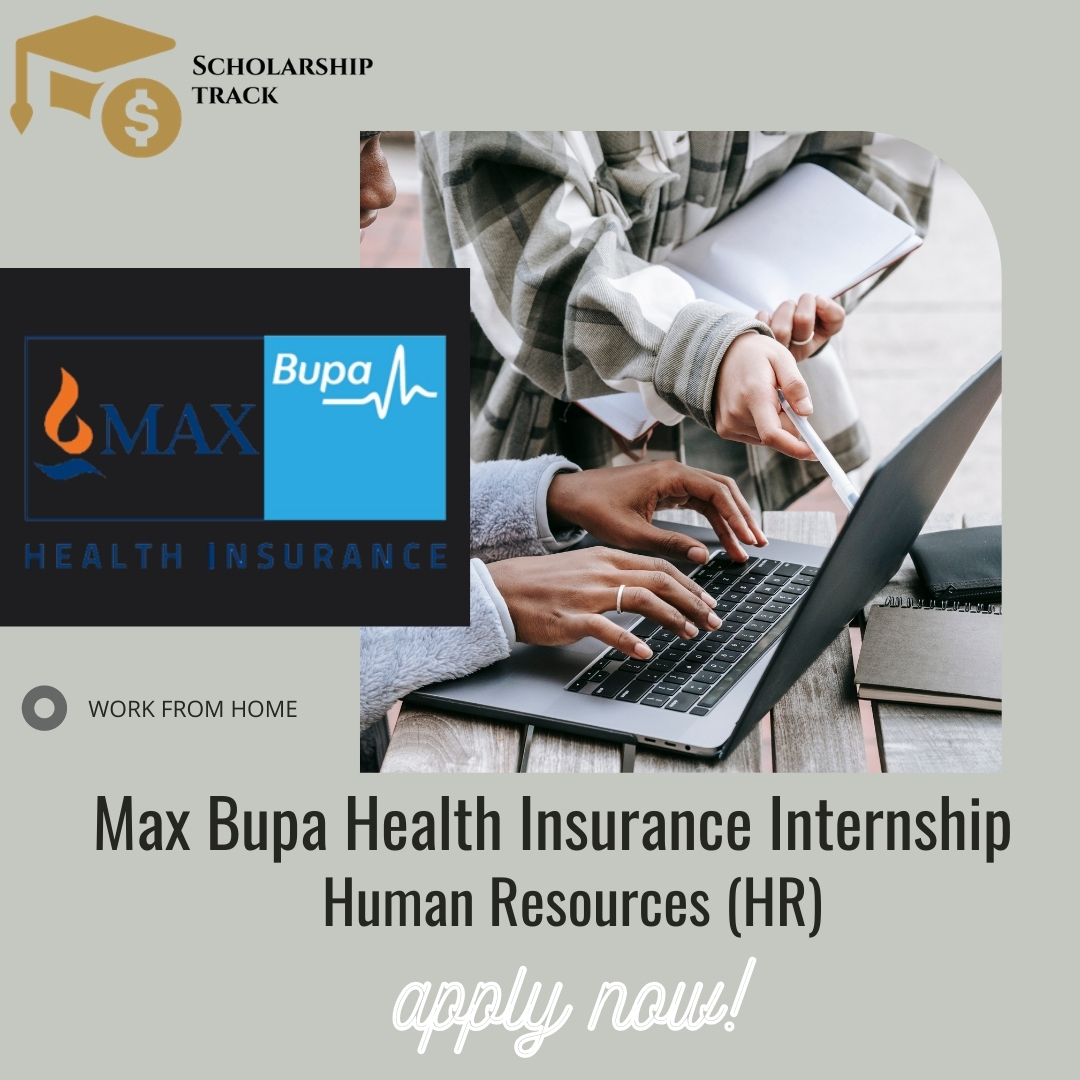 SCHOLARSHIP
TRACK
$
Bupa
MAX
HEALTH INSURANCE
WORK FROM HOME
Max Bupa Health Insurance Internship
Human Resources (HR)
apply now!